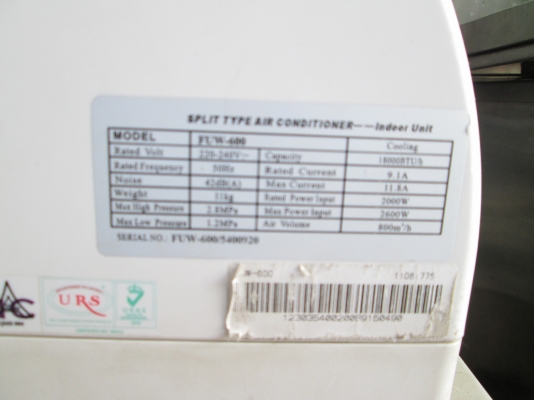 SPLIT TYPE AIR CONDITIONER——Indoor Unit
MODEL FUW-600 Cooling
Rated Volt 220-240V~ Capacity 18000BTU/h
Rated Frequency 50Hz Rated Current 9.1A
Noise 42dB(A) Max Current 11.8A
Weight 11kg Rated Power Input 2000W
Max High Pressure 2.8MPa Max Power Input 2600W
Max Low Pressure 1.2MPa Air Volume 800m³/h
SERIAL NO.: FUW-600/5400920
URS